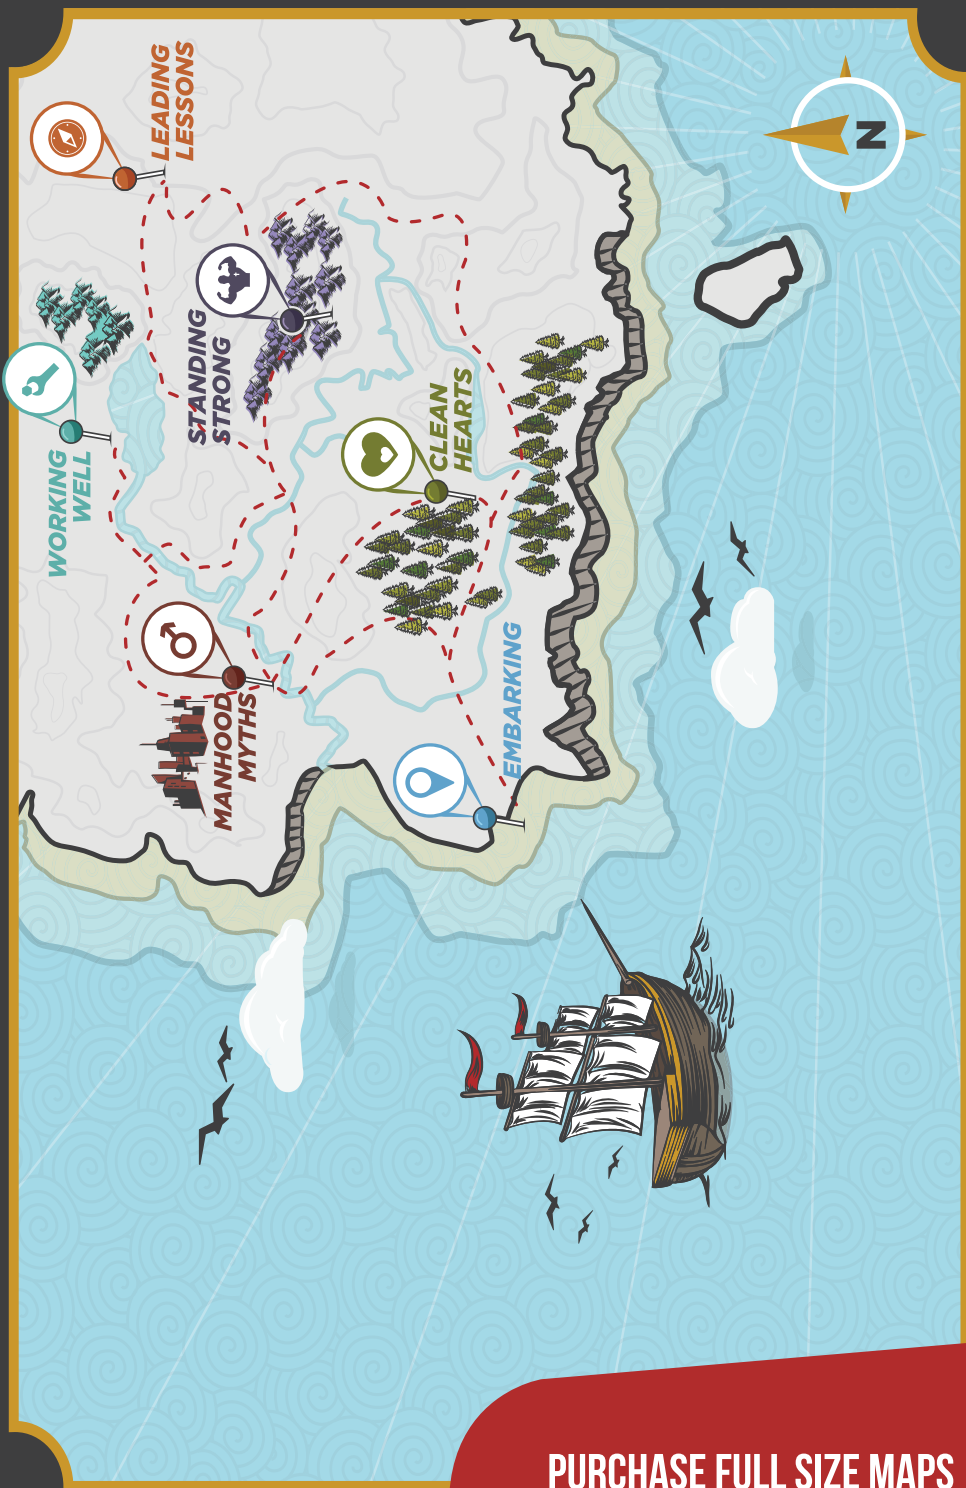 LEADING
LESSONS
STANDING
STRONG
WORKING
WELL
CLEAN
HEARTS
MANHOOD
MYTHS
EMBARKING
N
PURCHASE FULL SIZE MAPS